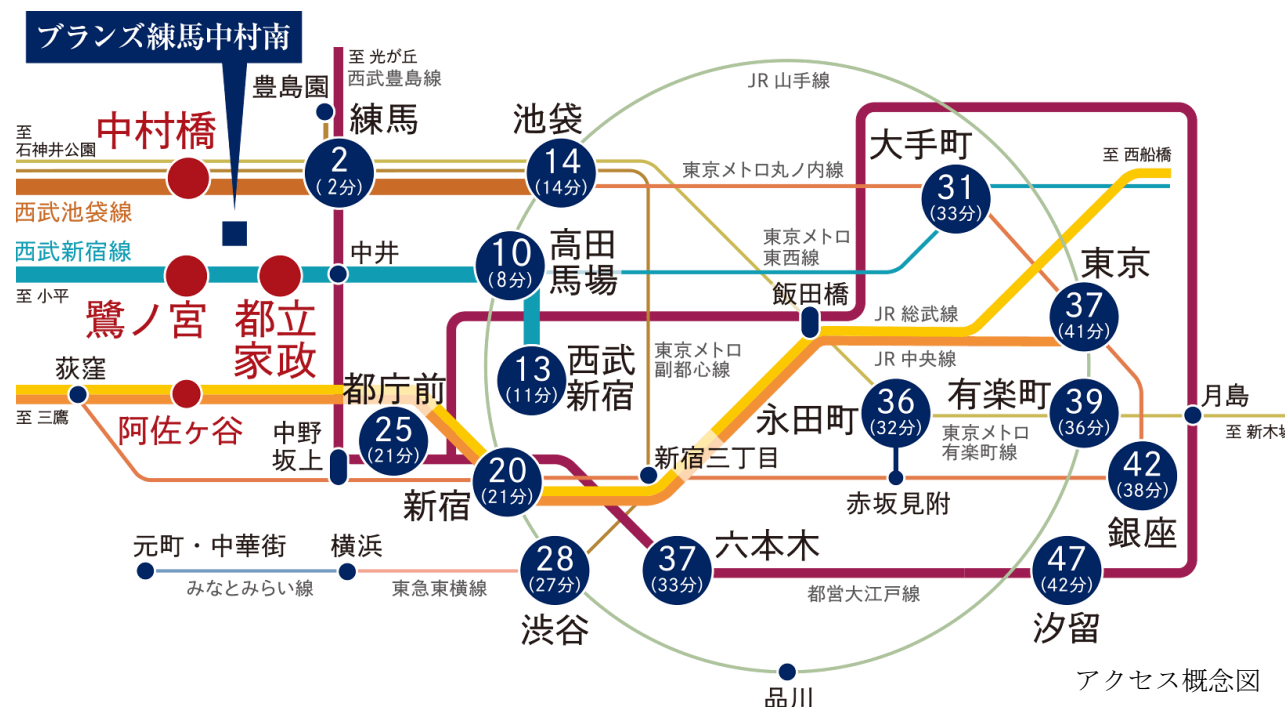 ブランズ練馬中村南
至 光が丘
西武豊島線
JR 山手線
豊島園
練馬
池袋
至
石神井公園
中村橋
2
(2分)
14
(14分)
東京メトロ丸ノ内線
大手町
31
(33分)
至 西船橋
西武池袋線
西武新宿線
至 小平
中井
10
(8分)
高田
馬場
東京メトロ
東西線
飯田橋
東京
37
(41分)
鷺ノ宮
都立
家政
JR 総武線
JR 中央線
13
(11分)
西武
新宿
東京メトロ
副都心線
荻窪
至 三鷹
阿佐ヶ谷
都庁前
25
(21分)
中野
坂上
20
(21分)
新宿
新宿三丁目
永田町
36
(32分)
有楽町
39
(36分)
東京メトロ
有楽町線
月島
至 新木場
赤坂見附
42
(38分)
銀座
元町・中華街
横浜
みなとみらい線
東急東横線
28
(27分)
渋谷
37
(33分)
六本木
都営大江戸線
47
(42分)
汐留
品川
アクセス概念図